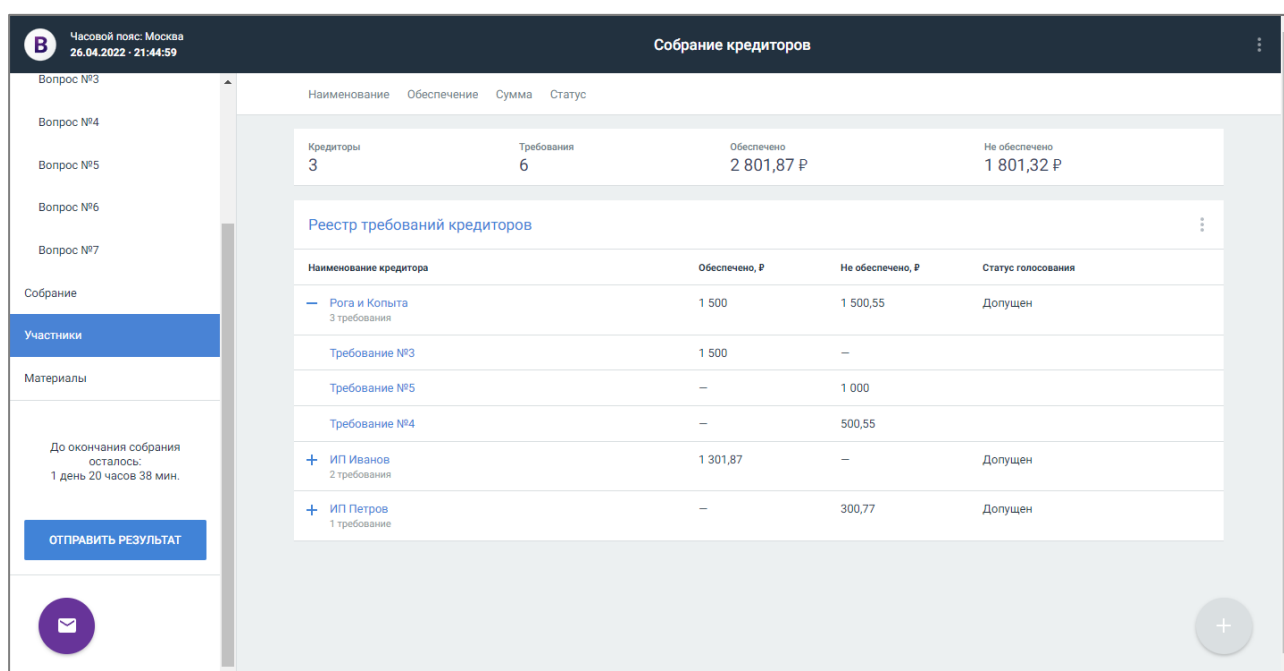 B
Часовой пояс: Москва
26.04.2022 · 21:44:59
Собрание кредиторов
Вопрос №3
Вопрос №4
Вопрос №5
Вопрос №6
Вопрос №7
Собрание
Участники
Материалы
До окончания собрания
осталось:
1 день 20 часов 38 мин.
ОТПРАВИТЬ РЕЗУЛЬТАТ
Наименование Обеспечение Сумма Статус
Кредиторы Требования Обеспечено Не обеспечено
3 6 2 801,87 ₽ 1 801,32 ₽
Реестр требований кредиторов
Наименование кредитора Обеспечено, ₽ Не обеспечено, ₽ Статус голосования
Рога и Копыта 1 500 1 500,55 Допущен
3 требования
Требование №3 1 500 —
Требование №5 — 1 000
Требование №4 — 500,55
ИП Иванов 1 301,87 — Допущен
2 требования
ИП Петров — 300,77 Допущен
1 требование